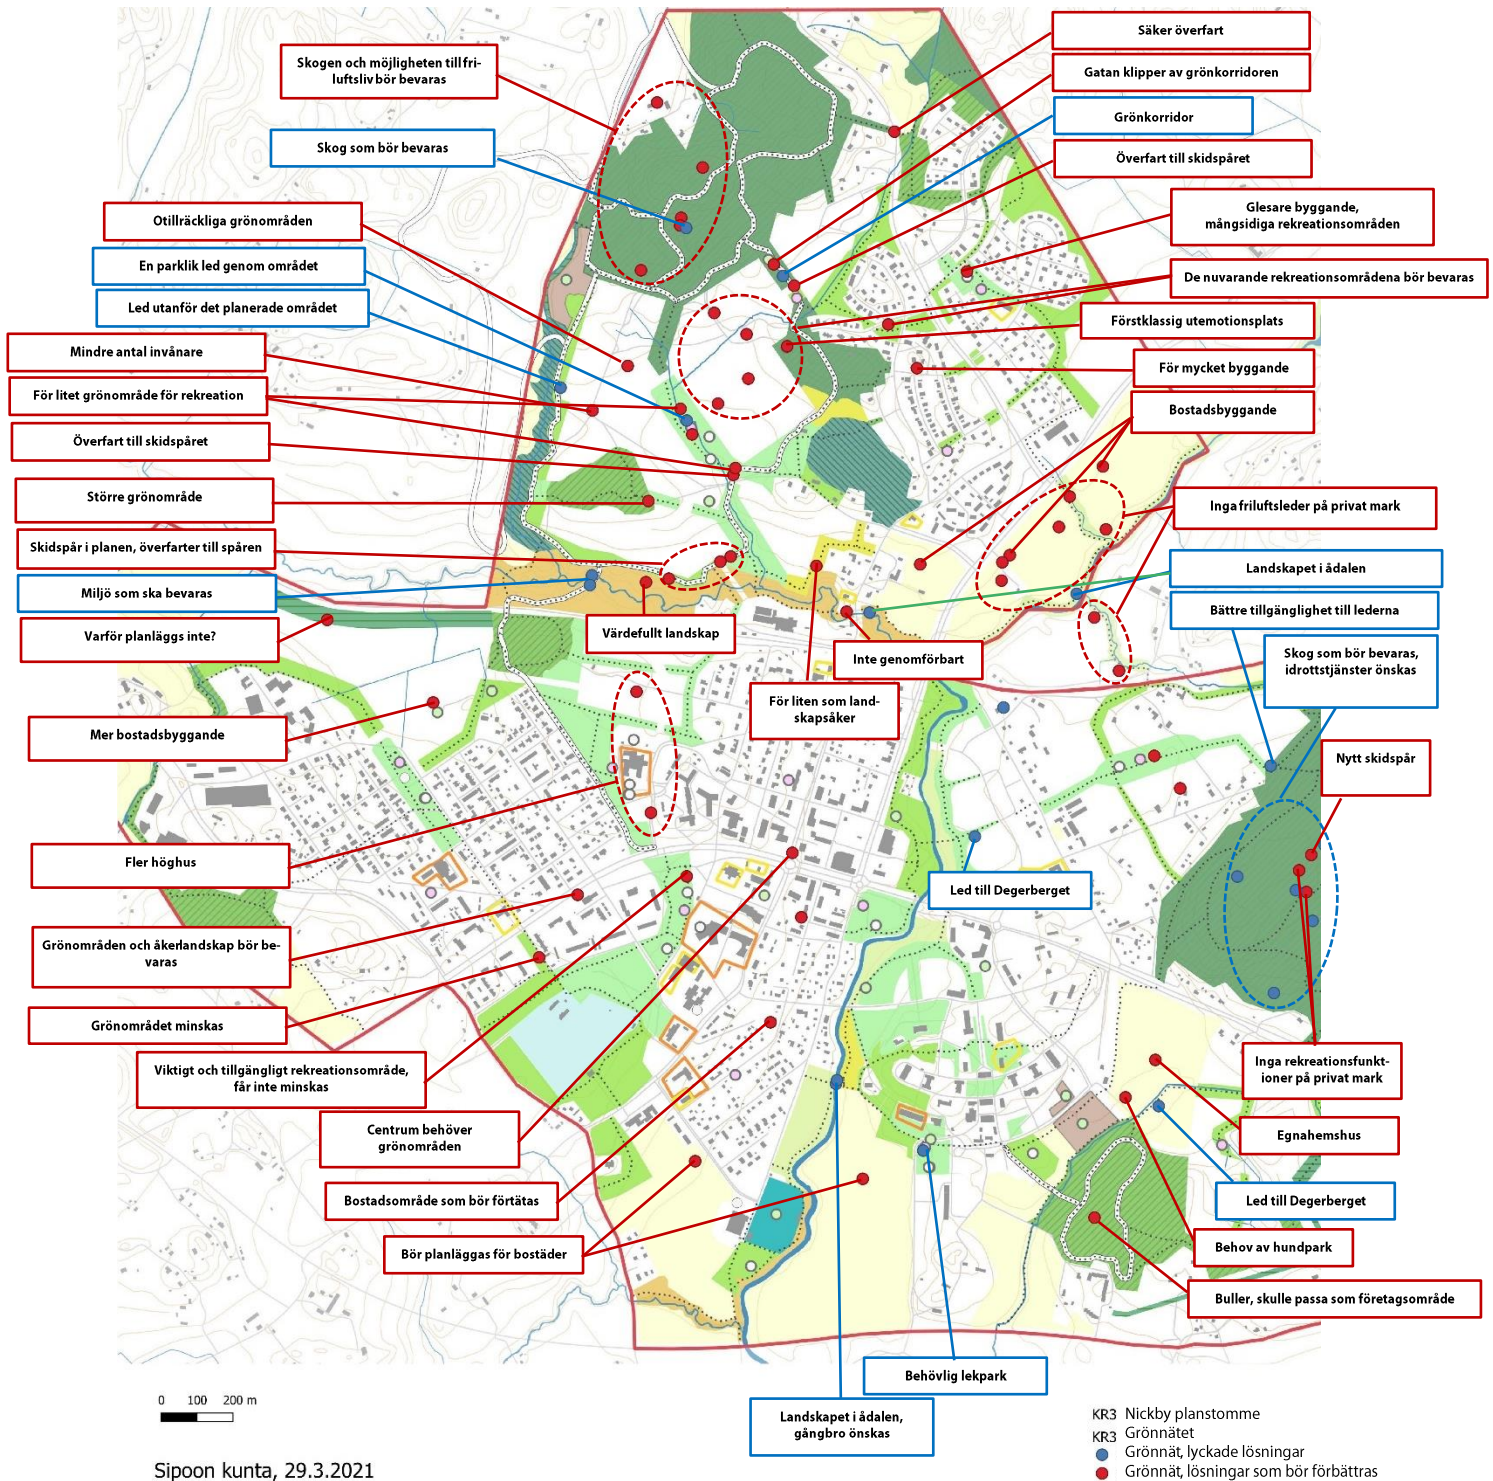 Säker överfart
Skogen och möjligheten till fri-
luftsliv bör bevaras
Gatan klipper av grönkorridoren
Grönkorridor
Skog som bör bevaras
Överfart till skidspåret
Otillräckliga grönområden
Glesare byggande,
mångsidiga rekreationsområden
En parklik led genom området
De nuvarande rekreationsområdena bör bevaras
Led utanför det planerade området
Förstklassig utemotionsplats
Mindre antal invånare
För mycket byggande
För litet grönområde för rekreation
Bostadsbyggande
Överfart till skidspåret
Större grönområde
Inga friluftsleder på privat mark
Skidspår i planen, överfarter till spåren
Landskapet i ådalen
Miljö som ska bevaras
Bättre tillgänglighet till lederna
Varför planläggs inte?
Värdefullt landskap
Inte genomförbart
Skog som bör bevaras,
idrottstjänster önskas
För liten som land-
skapsåker
Mer bostadsbyggande
Nytt skidspår
Fler höghus
Led till Degerberget
Grönområden och åkerlandskap bör be-
varas
Grönområdet minskas
Viktigt och tillgängligt rekreationsområde,
får inte minskas
Inga rekreationsfunkt-
ioner på privat mark
Centrum behöver
grönområden
Egnahemshus
Bostadsområde som bör förtätas
Led till Degerberget
Bör planläggas för bostäder
Behov av hundpark
Buller, skulle passa som företagsområde
Behövlig lekpark
Landskapet i ådalen,
gångbro önskas
0 100 200 m
KR3 Nickby planstomme
KR3 Grönnätet
Grönnät, lyckade lösningar
Grönnät, lösningar som bör förbättras
Sipoon kunta, 29.3.2021